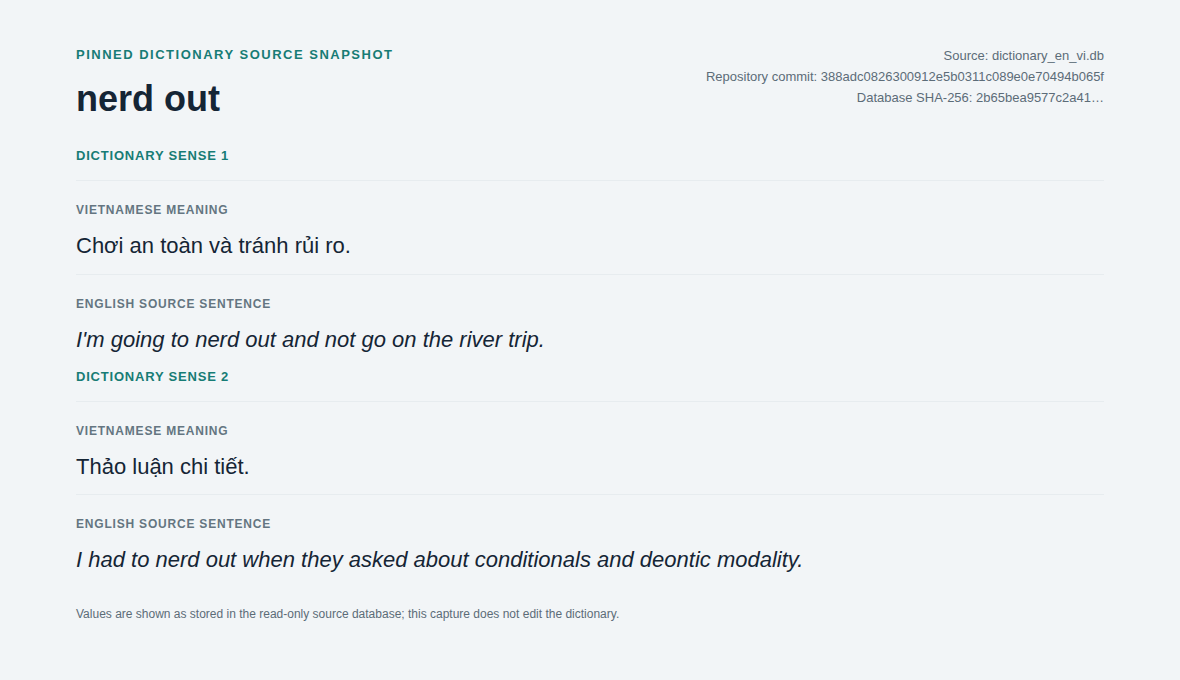 PINNED DICTIONARY SOURCE SNAPSHOT
nerd out
Source: dictionary_en_vi.db
Repository commit: 388adc0826300912e5b0311c089e0e70494b065f
Database SHA-256: 2b65bea9577c2a41…
DICTIONARY SENSE 1
VIETNAMESE MEANING
Chơi an toàn và tránh rủi ro.
ENGLISH SOURCE SENTENCE
I'm going to nerd out and not go on the river trip.
DICTIONARY SENSE 2
VIETNAMESE MEANING
Thảo luận chi tiết.
ENGLISH SOURCE SENTENCE
I had to nerd out when they asked about conditionals and deontic modality.
Values are shown as stored in the read-only source database; this capture does not edit the dictionary.